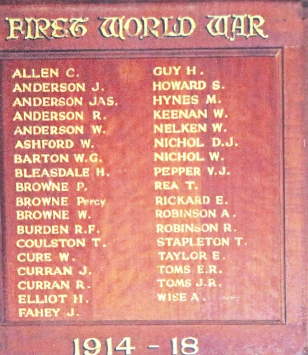 FIRST WORLD WAR
ALLEN C.
ANDERSON J.
ANDERSON JAS.
ANDERSON R.
ANDERSON W.
ASHFORD W.
BARTON W.G.
BLEASDALE H.
BROWNE P.
BROWNE Percy
BROWNE W.
BURDEN R.F.
COULSTON T.
CURE W.
CURRAN J.
CURRAN R.
ELLIOT H.
FAHEY J.
GUY H.
HOWARD S.
HYNES M.
KEENAN W.
NELKEN W.
NICHOL D.J.
NICHOL W.
PEPPER V.J.
REA T.
RICKARD E.
ROBINSON A.
ROBINSON R.
STAPLETON T.
TAYLOR E.
TOMS E.R.
TOMS J.R.
WISE A.
1914 - 18